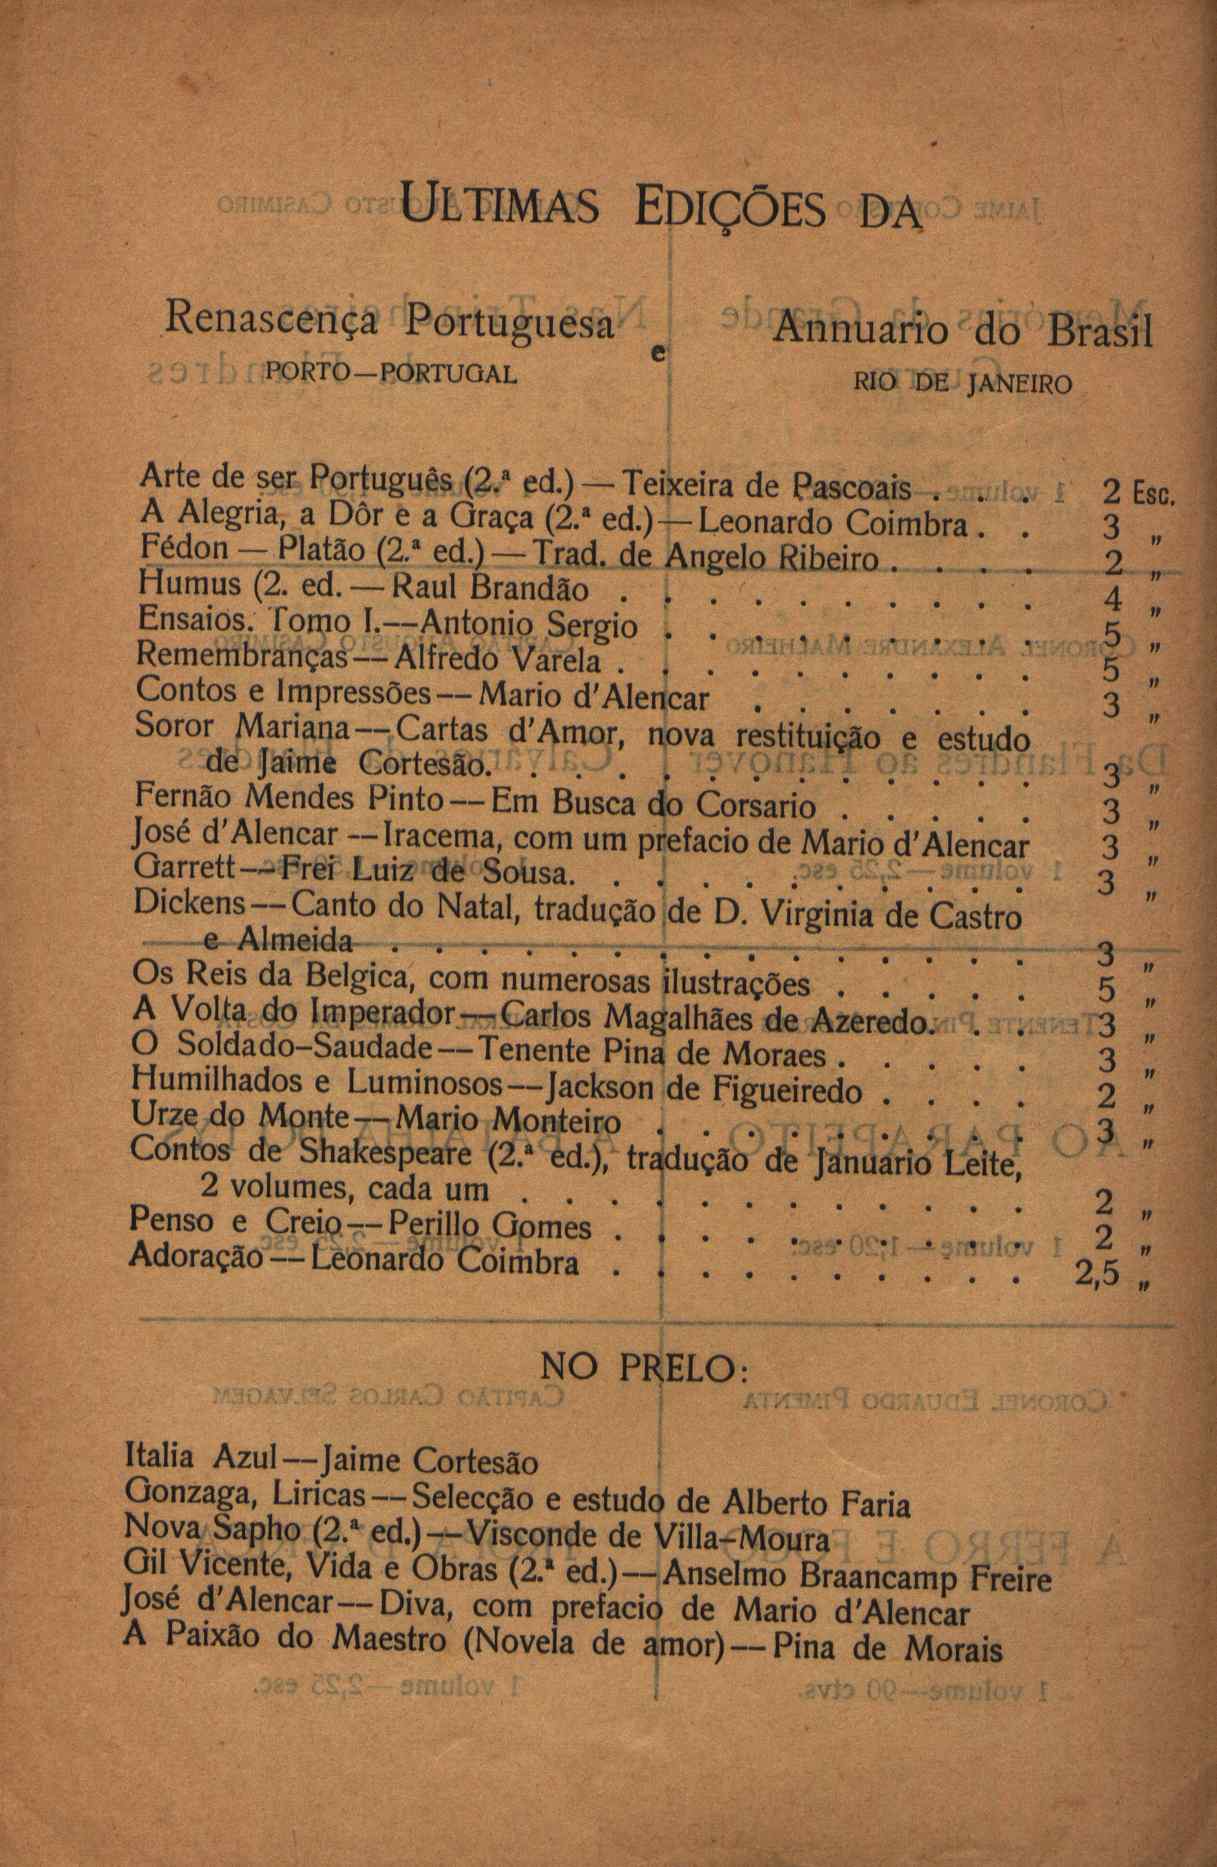 ULTIMAS EDIÇÕES DA
Renascença Portuguesa e Annuario do Brasil
PORTO—PORTUGAL RIO DE JANEIRO
Arte de ser Português (2.ª ed.) — Teixeira de Pascoais . . . 2 Esc.
A Alegria, a Dôr e a Graça (2.ª ed.) — Leonardo Coimbra . . 3 „
Fédon — Platão (2.ª ed.) — Trad. de Angelo Ribeiro . . . . 2 „
Humus (2. ed. — Raul Brandão . . . . . . . . . . 4 „
Ensaios. Tomo I.—Antonio Sergio . . . . . . . . . 5 „
Remembranças — Alfredo Varela . . . . . . . . . . 5 „
Contos e Impressões — Mario d'Alencar . . . . . . . 3 „
Soror Mariana — Cartas d'Amor, nova restituição e estudo
de Jaime Cortesão. . . . . . . . . . . . . 3 „
Fernão Mendes Pinto — Em Busca do Corsario . . . . . 3 „
José d'Alencar — Iracema, com um prefacio de Mario d'Alencar 3 „
Garrett — Frei Luiz de Sousa. . . . . . . . . . . 3 „
Dickens — Canto do Natal, tradução de D. Virginia de Castro
e Almeida . . . . . . . . . . . . . . . 3 „
Os Reis da Belgica, com numerosas ilustrações . . . . . 5 „
A Volta do Imperador — Carlos Magalhães de Azeredo. . . 3 „
O Soldado-Saudade — Tenente Pina de Moraes . . . . . 3 „
Humilhados e Luminosos — Jackson de Figueiredo . . . . 2 „
Urze do Monte — Mario Monteiro . . . . . . . . . 3 „
Contos de Shakespeare (2.ª ed.), tradução de Januario Leite,
2 volumes, cada um . . . . . . . . . . . . 2 „
Penso e Creio — Perillo Gomes . . . . . . . . . . 2 „
Adoração — Leonardo Coimbra . . . . . . . . . . 2,5 „
NO PRELO:
Italia Azul — Jaime Cortesão
Gonzaga, Liricas — Selecção e estudo de Alberto Faria
Nova Sapho (2.ª ed.) — Visconde de Villa-Moura
Gil Vicente, Vida e Obras (2.ª ed.) — Anselmo Braancamp Freire
José d'Alencar — Diva, com prefacio de Mario d'Alencar
A Paixão do Maestro (Novela de amor) — Pina de Morais